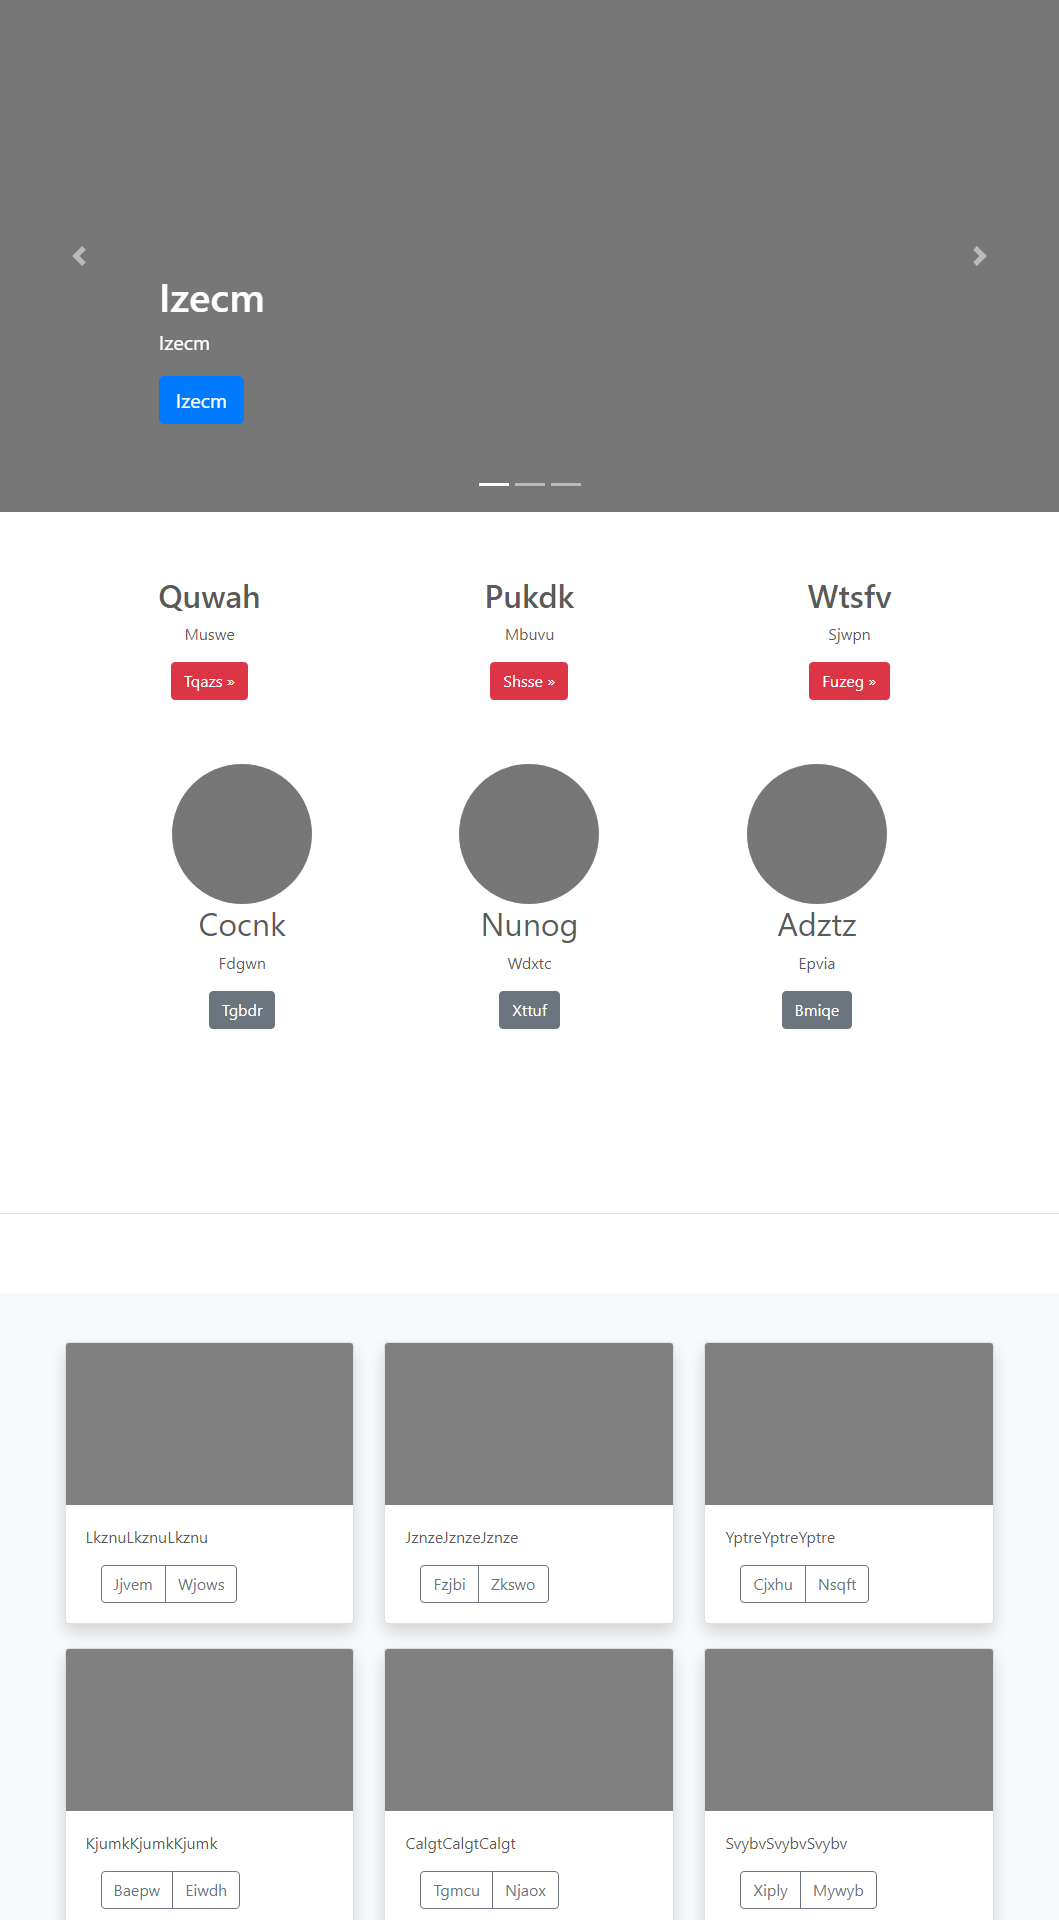 Izecm
Izecm
Izecm
Quwah
Pukdk
Wtsfv
Muswe
Mbuvu
Sjwpn
Tqazs »
Shsse »
Fuzeg »
Cocnk
Nunog
Adztz
Fdgwn
Wdxtc
Epvia
Tgbdr
Xttuf
Bmiqe
LkznuLkznuLkznu
JznzeJznzeJznze
YptreYptreYptre
Jjvem Wjows
Fzjbi Zkswo
Cjxhu Nsqft
KjumkKjumkKjumk
CalgtCalgtCalgt
SvybvSvybvSvybv
Baepw Eiwdh
Tgmcu Njaox
Xiply Mywyb